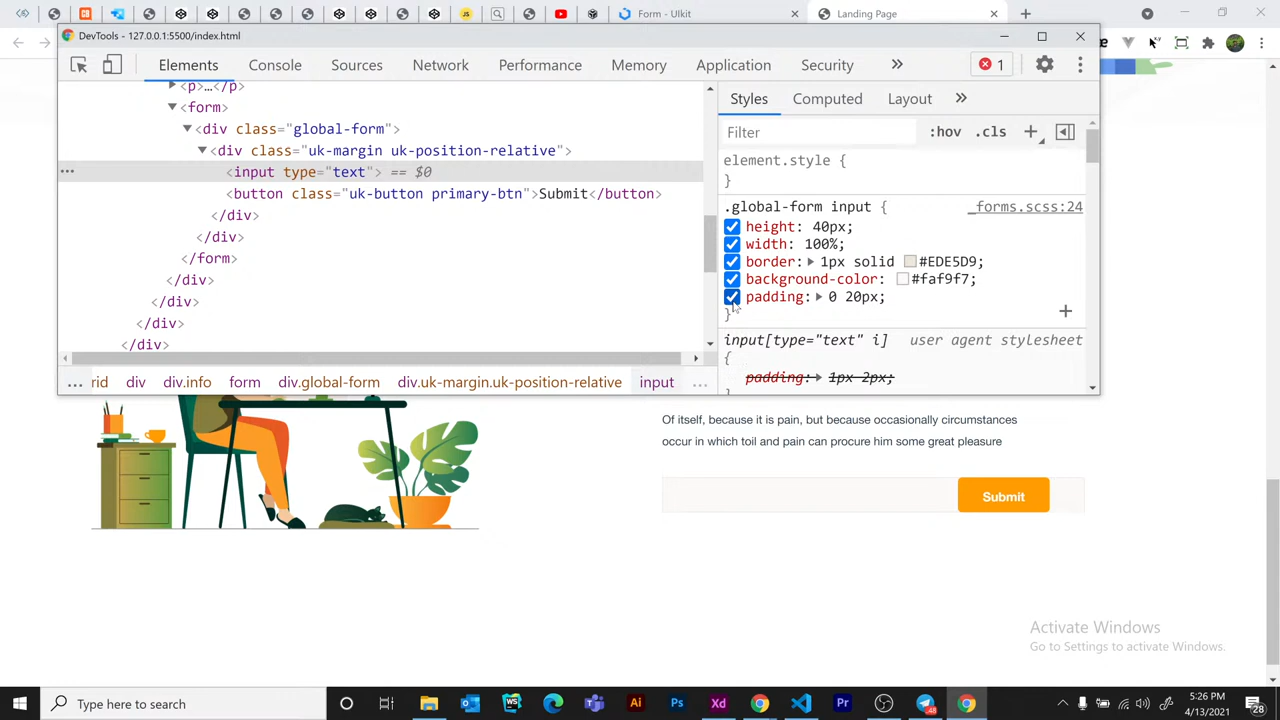 Form - UIkit
Landing Page
DevTools - 127.0.0.1:5500/index.html
Elements
Console
Sources
Network
Performance
Memory
Application
Security
»
1
<p>…</p>
<form>
<div class="global-form">
<div class="uk-margin uk-position-relative">
<input type="text"> == $0
<button class="uk-button primary-btn">Submit</button>
</div>
</div>
</form>
</div>
</div>
</div>
</div>
... rid div div.info form div.global-form div.uk-margin.uk-position-relative input ...
Styles
Computed
Layout
»
Filter
:hov .cls +
element.style {
}
.global-form input {
_forms.scss:24
height: 40px;
width: 100%;
border: 1px solid #EDE5D9;
background-color: #faf9f7;
padding: 0 20px;
}
input[type="text" i]
user agent stylesheet
{
padding: 1px 2px;
Of itself, because it is pain, but because occasionally circumstances
occur in which toil and pain can procure him some great pleasure
Submit
Activate Windows
Go to Settings to activate Windows.
Type here to search
5:26 PM
4/13/2021
28